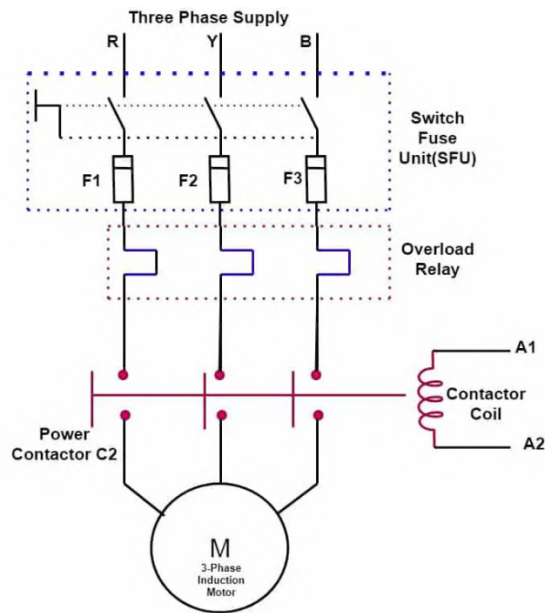 Three Phase Supply
R Y B
Switch
Fuse
Unit(SFU)
F1 F2 F3
Overload
Relay
A1
Contactor
Coil
A2
Power
Contactor C2
M
3-Phase
Induction
Motor